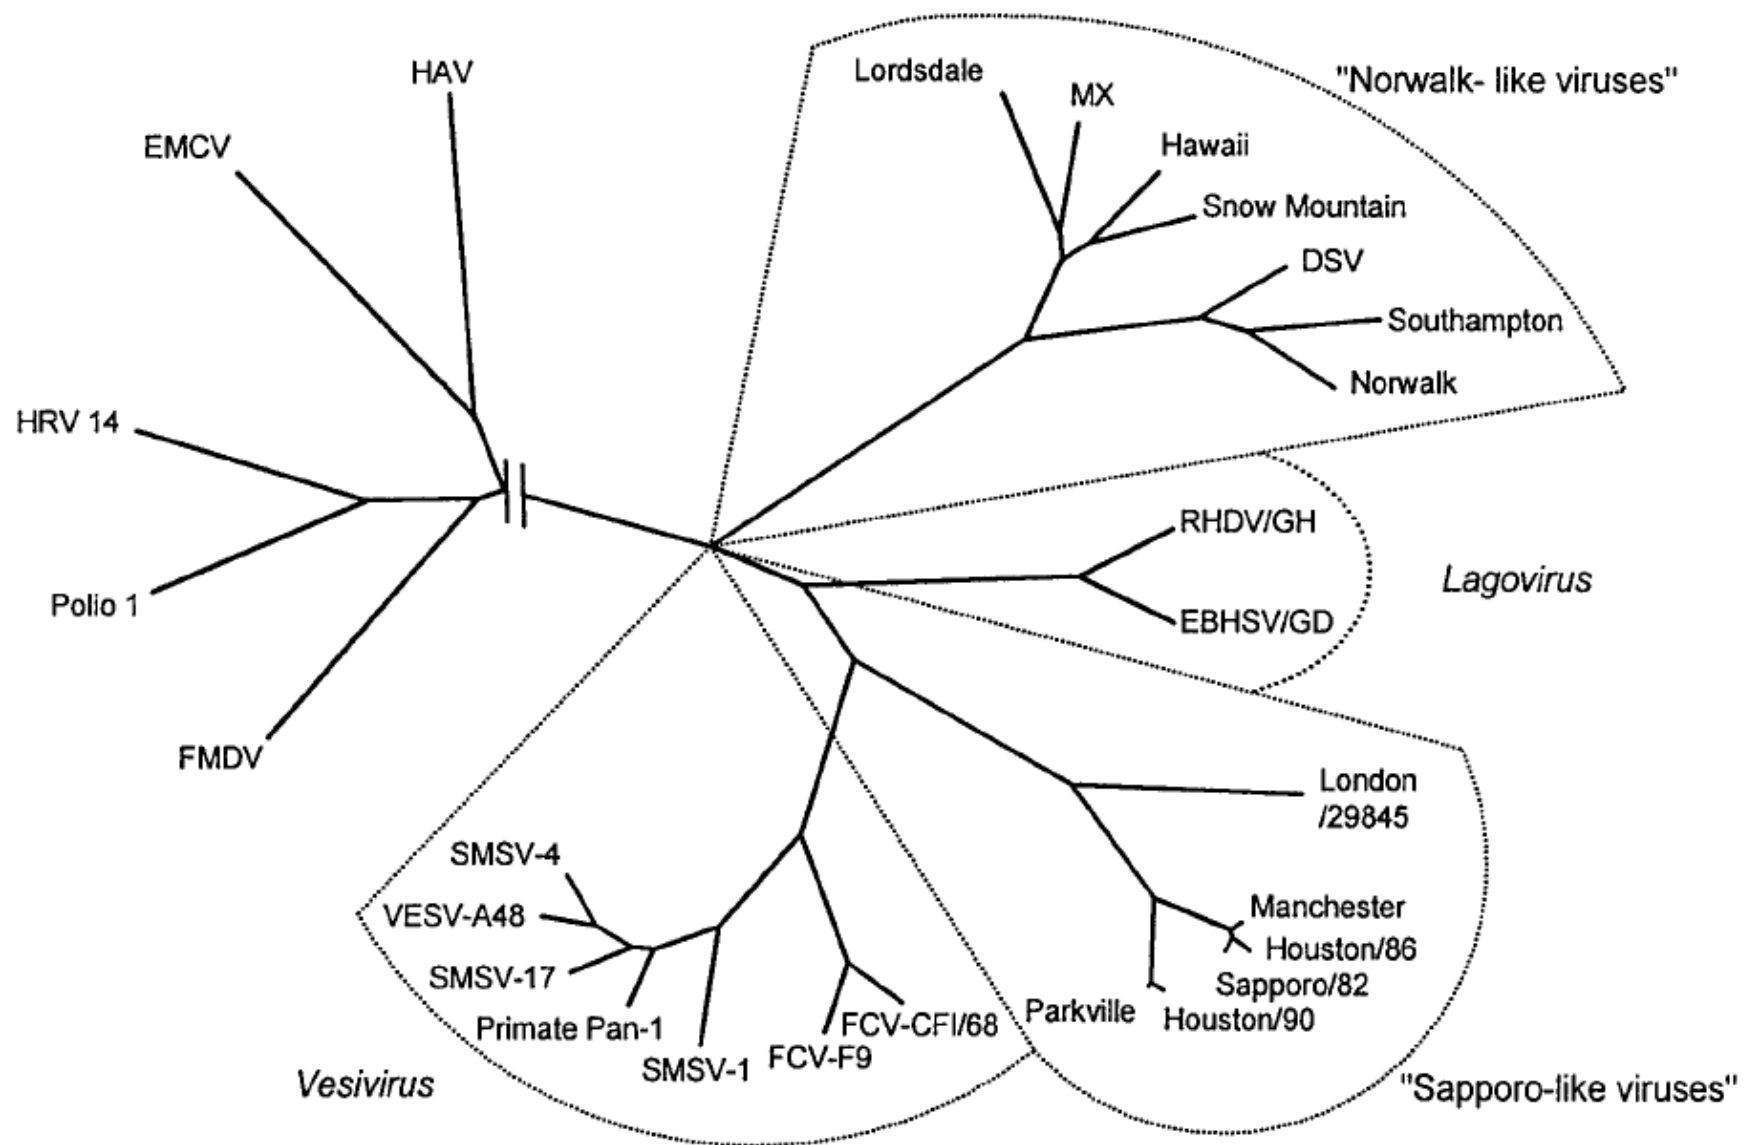 HAV
EMCV
HRV 14
Polio 1
FMDV
Lordsdale
MX
Hawaii
Snow Mountain
DSV
Southampton
Norwalk
"Norwalk- like viruses"
RHDV/GH
EBHSV/GD
Lagovirus
London
/29845
Manchester
Houston/86
Sapporo/82
Houston/90
Parkville
"Sapporo-like viruses"
SMSV-4
VESV-A48
SMSV-17
Primate Pan-1
SMSV-1
FCV-F9
FCV-CFI/68
Vesivirus